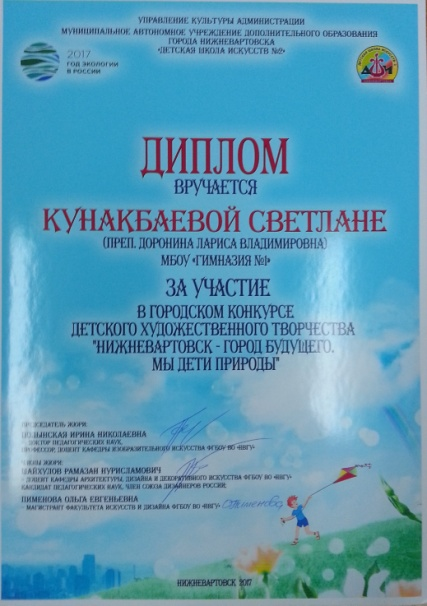 УПРАВЛЕНИЕ КУЛЬТУРЫ АДМИНИСТРАЦИИ
МУНИЦИПАЛЬНОЕ АВТОНОМНОЕ УЧРЕЖДЕНИЕ ДОПОЛНИТЕЛЬНОГО ОБРАЗОВАНИЯ
ГОРОДА НИЖНЕВАРТОВСКА
«ДЕТСКАЯ ШКОЛА ИСКУССТВ №2»
2017
ГОД ЭКОЛОГИИ
В РОССИИ
ДИПЛОМ
ВРУЧАЕТСЯ
КУНАКБАЕВОЙ СВЕТЛАНЕ
(ПРЕП. ДОРОНИНА ЛАРИСА ВЛАДИМИРОВНА)
МБОУ «ГИМНАЗИЯ №1»
ЗА УЧАСТИЕ
В ГОРОДСКОМ КОНКУРСЕ
ДЕТСКОГО ХУДОЖЕСТВЕННОГО ТВОРЧЕСТВА
"НИЖНЕВАРТОВСК - ГОРОД БУДУЩЕГО,
МЫ ДЕТИ ПРИРОДЫ"
ПРЕДСЕДАТЕЛЬ ЖЮРИ:
ПОЛЫНСКАЯ ИРИНА НИКОЛАЕВНА
- ДОКТОР ПЕДАГОГИЧЕСКИХ НАУК,
ПРОФЕССОР, ДОЦЕНТ КАФЕДРЫ ИЗОБРАЗИТЕЛЬНОГО ИСКУССТВА ФГБОУ ВО «НВГУ»
ЧЛЕНЫ ЖЮРИ:
ШАЙХУЛОВ РАМАЗАН НУРИСЛАМОВИЧ
- ДОЦЕНТ КАФЕДРЫ АРХИТЕКТУРЫ, ДИЗАЙНА И ДЕКОРАТИВНОГО ИСКУССТВА ФГБОУ ВО «НВГУ»
КАНДИДАТ ПЕДАГОГИЧЕСКИХ НАУК, ЧЛЕН СОЮЗА ДИЗАЙНЕРОВ РОССИИ;
ПИМЕНОВА ОЛЬГА ЕВГЕНЬЕВНА
- МАГИСТРАНТ ФАКУЛЬТЕТА ИСКУССТВ И ДИЗАЙНА ФГБОУ ВО «НВГУ»
НИЖНЕВАРТОВСК 2017